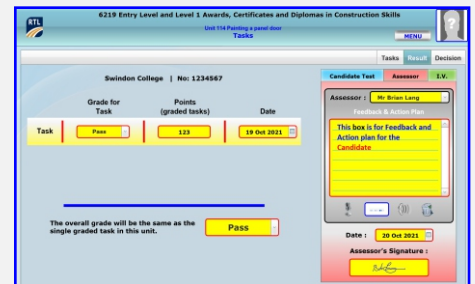 6219 Entry Level and Level 1 Awards, Certificates and Diplomas in Construction Skills
RTL
Unit 114 Painting a panel door
Tasks
MENU
?
Tasks Result Decision
Swindon College | No: 1234567
Grade for
Task
Points
(graded tasks)
Date
Task Pass 123 19 Oct 2021
The overall grade will be the same as the
single graded task in this unit.
Pass
Candidate Text Assessor I.V.
Assessor : Mr Brian Lang
Feedback & Action Plan
This box is for Feedback and
Action plan for the
Candidate
Date : 20 Oct 2021
Assessor's Signature :